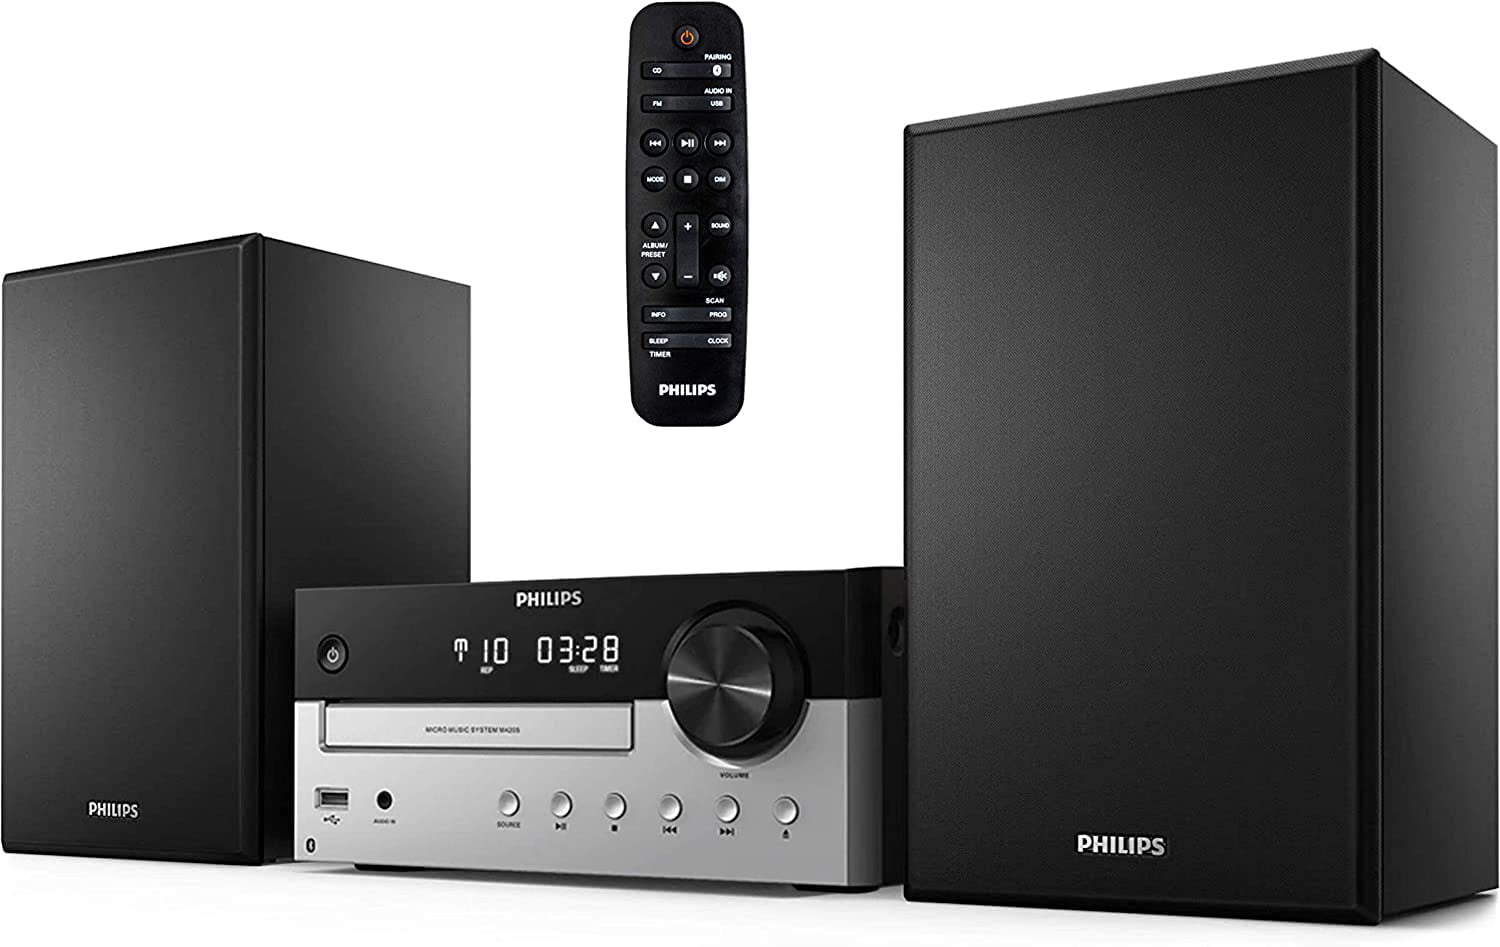 PAIRING
CD
AUDIO IN
FM USB
MODE DIM
SOUND
ALBUM/
PRESET
SCAN
INFO PROG
SLEEP CLOCK
TIMER
PHILIPS
PHILIPS
10 03:28
REP SLEEP TIMER
MICRO MUSIC SYSTEM M4205
VOLUME
AUDIO IN SOURCE
PHILIPS
PHILIPS